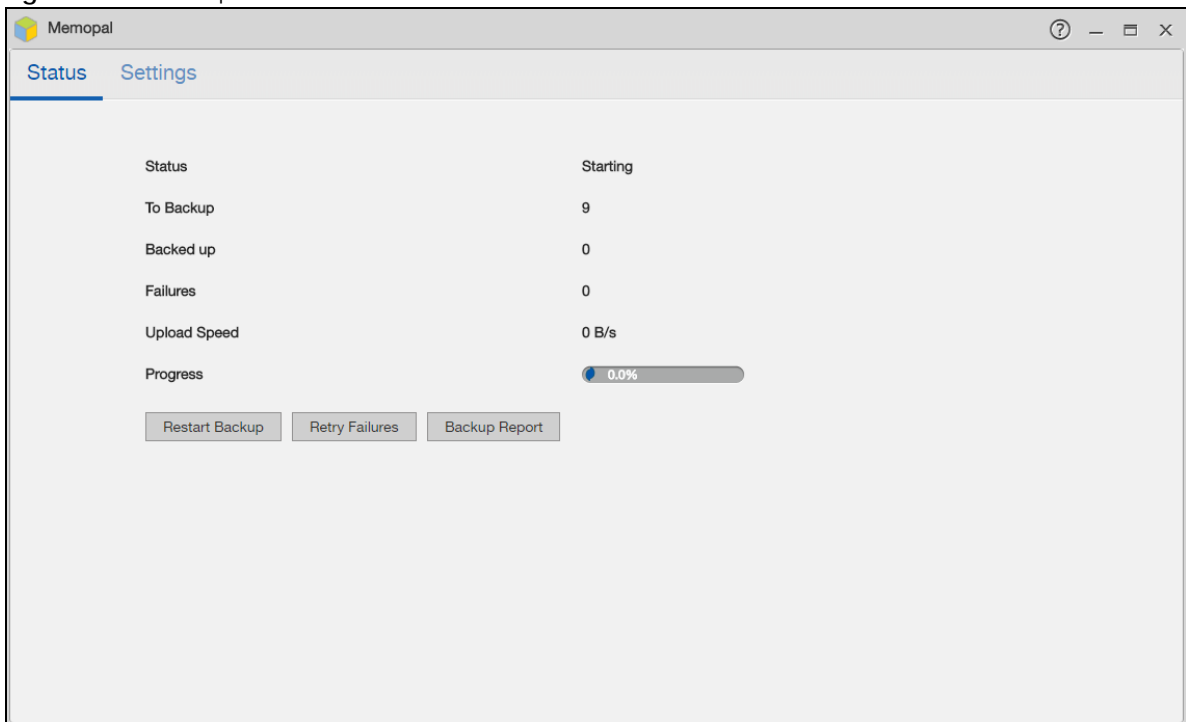 Memopal
Status Settings
Status Starting
To Backup 9
Backed up 0
Failures 0
Upload Speed 0 B/s
Progress 0.0%
Restart Backup Retry Failures Backup Report